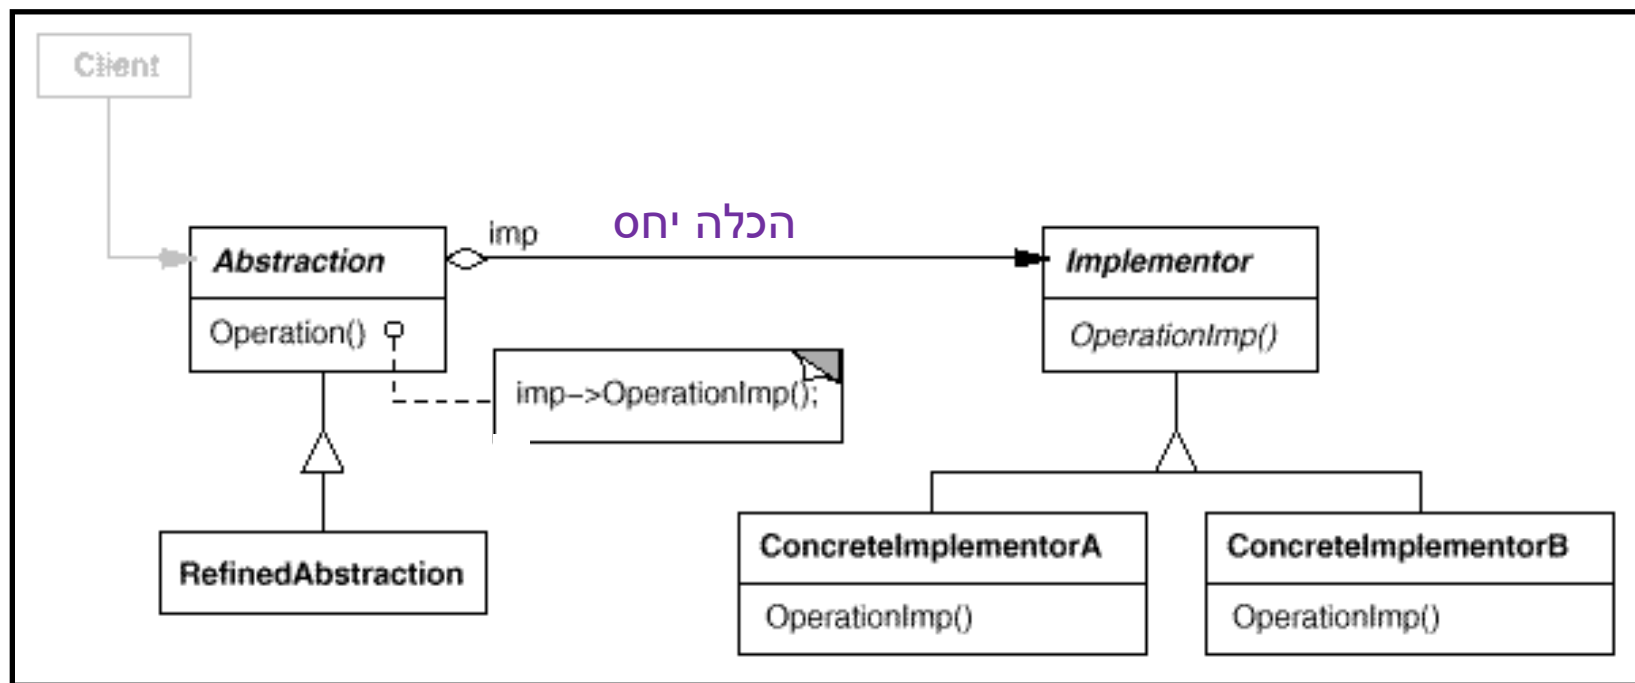 Client
imp
הכלה יחס
Abstraction
Operation()
imp->OperationImp();
Implementor
OperationImp()
RefinedAbstraction
ConcreteImplementorA
OperationImp()
ConcreteImplementorB
OperationImp()